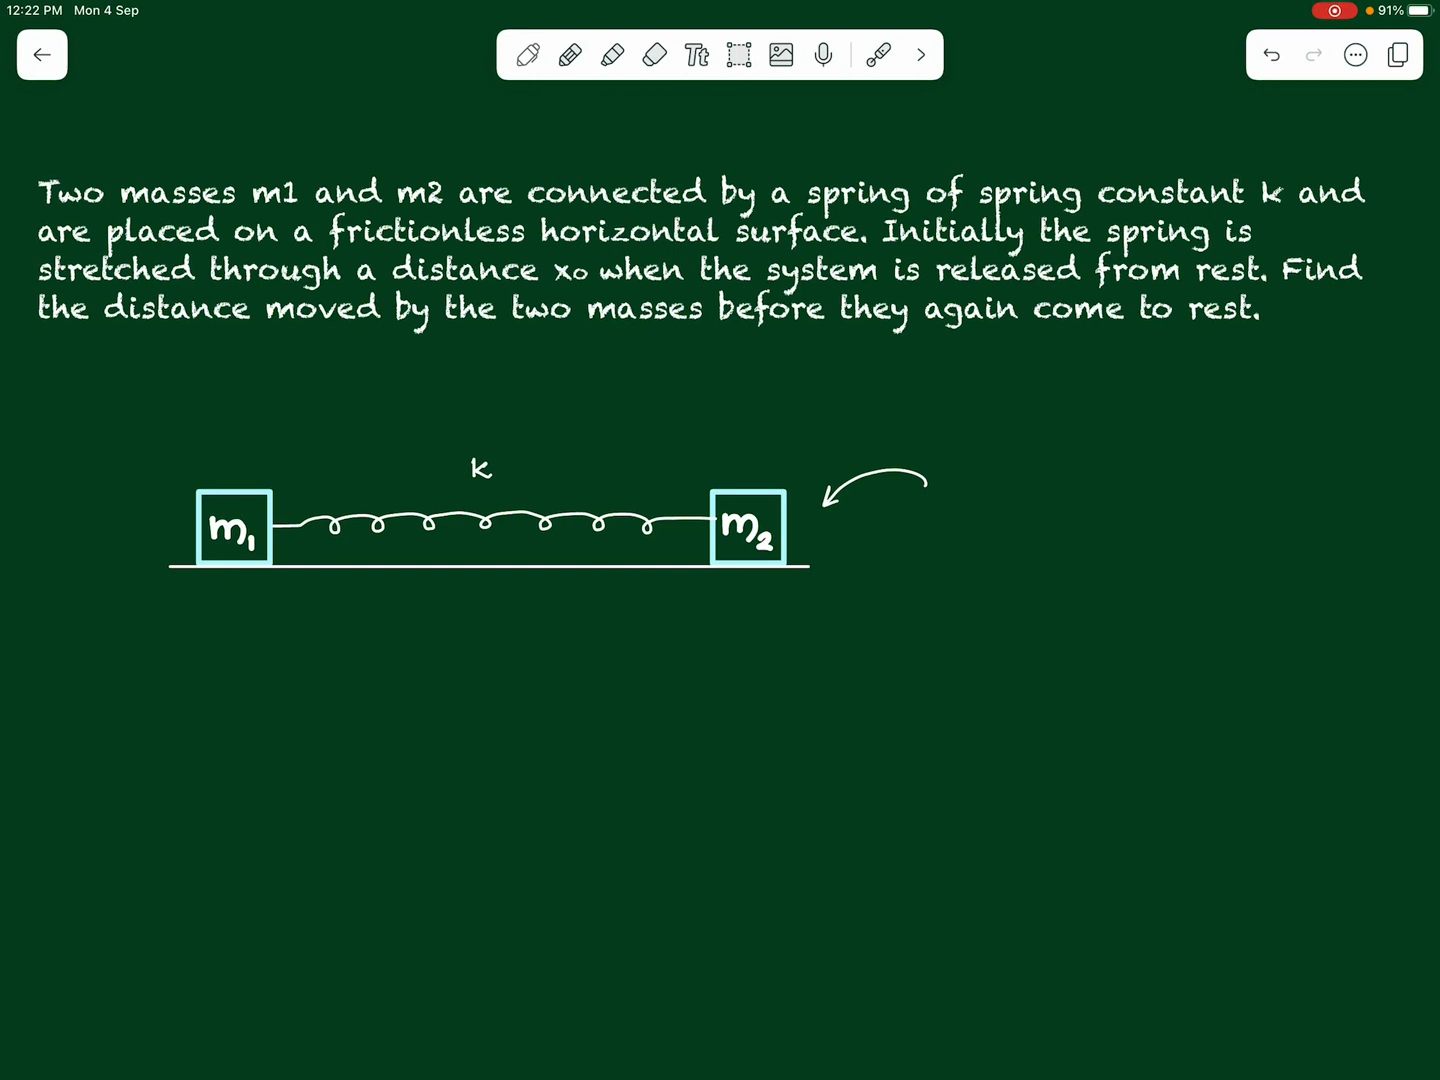 12:22 PM Mon 4 Sep
91%
Tt
Two masses m1 and m2 are connected by a spring of spring constant k and
are placed on a frictionless horizontal surface. Initially the spring is
stretched through a distance x₀ when the system is released from rest. Find
the distance moved by the two masses before they again come to rest.
k
m₁ m₂